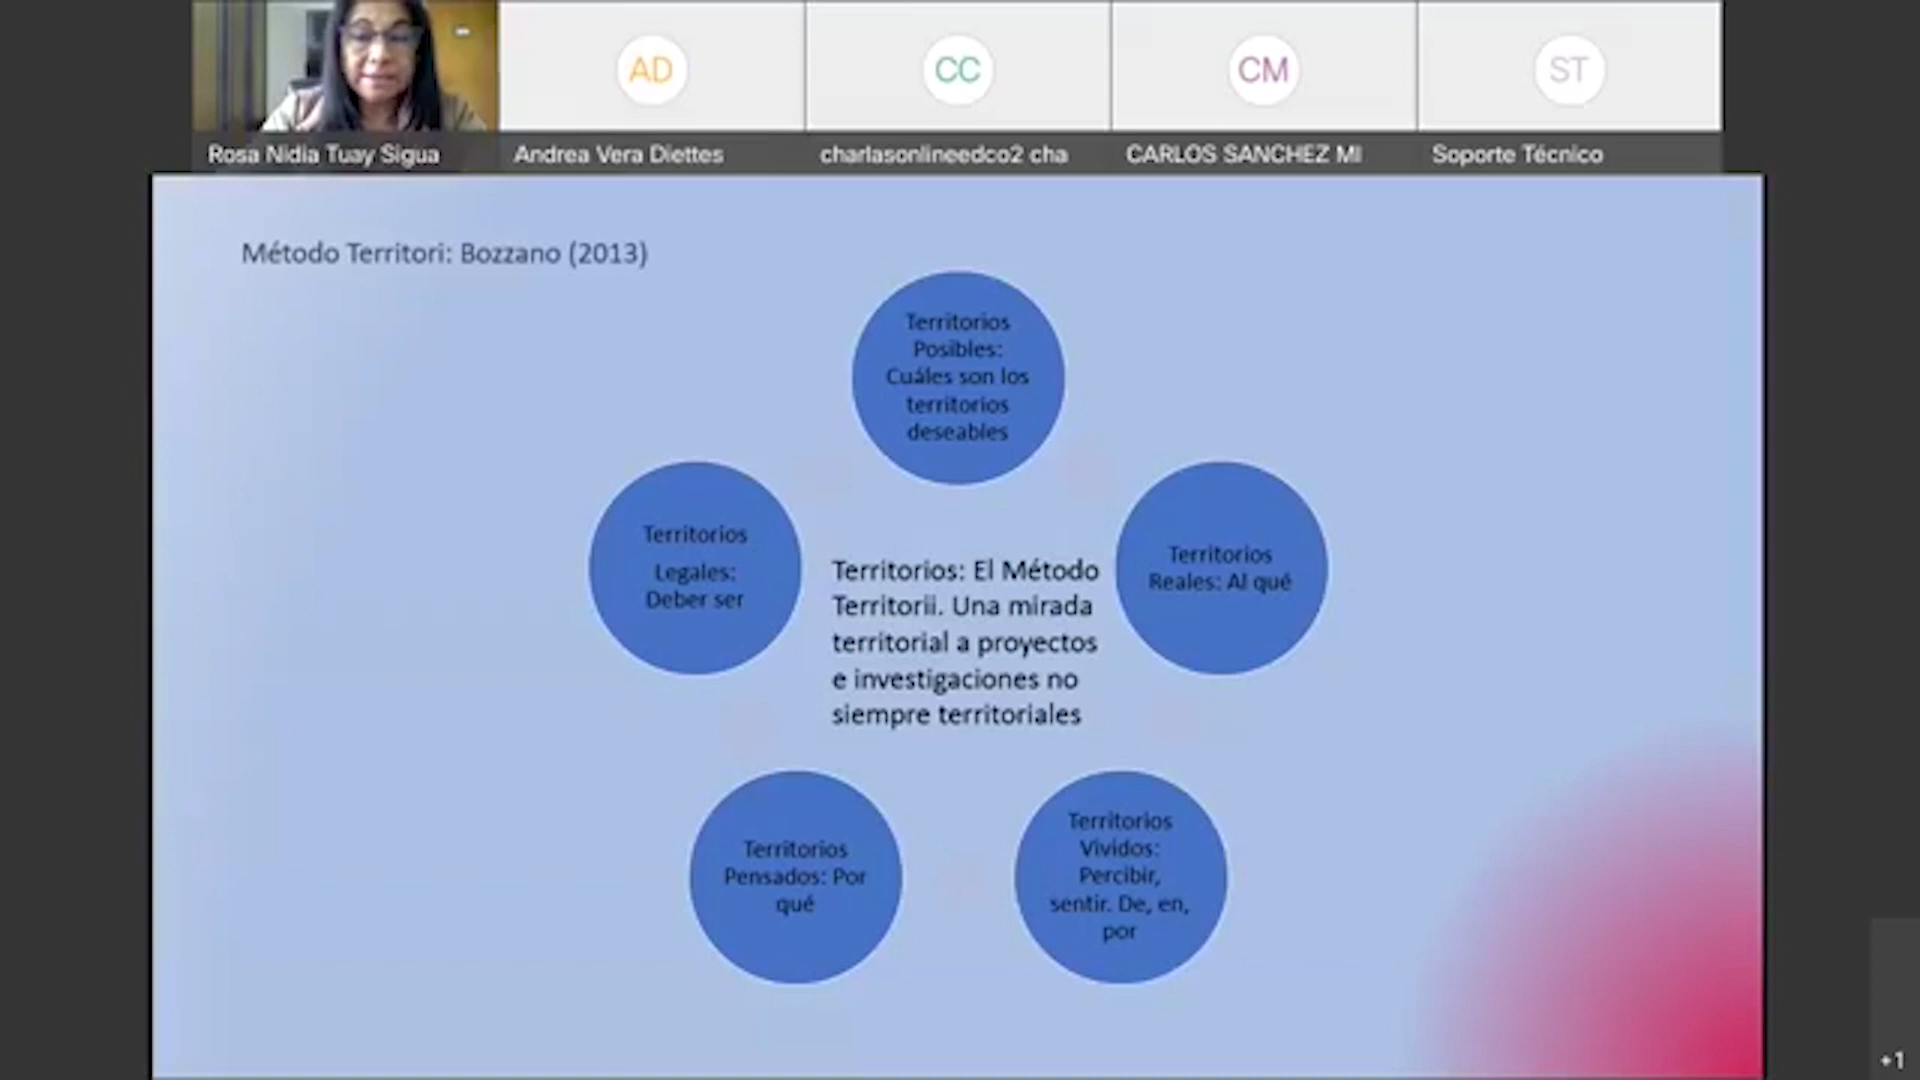 AD
CC
CM
ST
Rosa Nidia Tuay Sigua
Andrea Vera Diettes
charlasonlineedco2 cha
CARLOS SANCHEZ MI
Soporte Técnico
Método Territori: Bozzano (2013)
Territorios
Posibles:
Cuáles son los
territorios
deseables
Territorios
Legales:
Deber ser
Territorios: El Método
Territorii. Una mirada
territorial a proyectos
e investigaciones no
siempre territoriales
Territorios
Reales: Al qué
Territorios
Pensados: Por
qué
Territorios
Vividos:
Percibir,
sentir. De, en,
por
+1